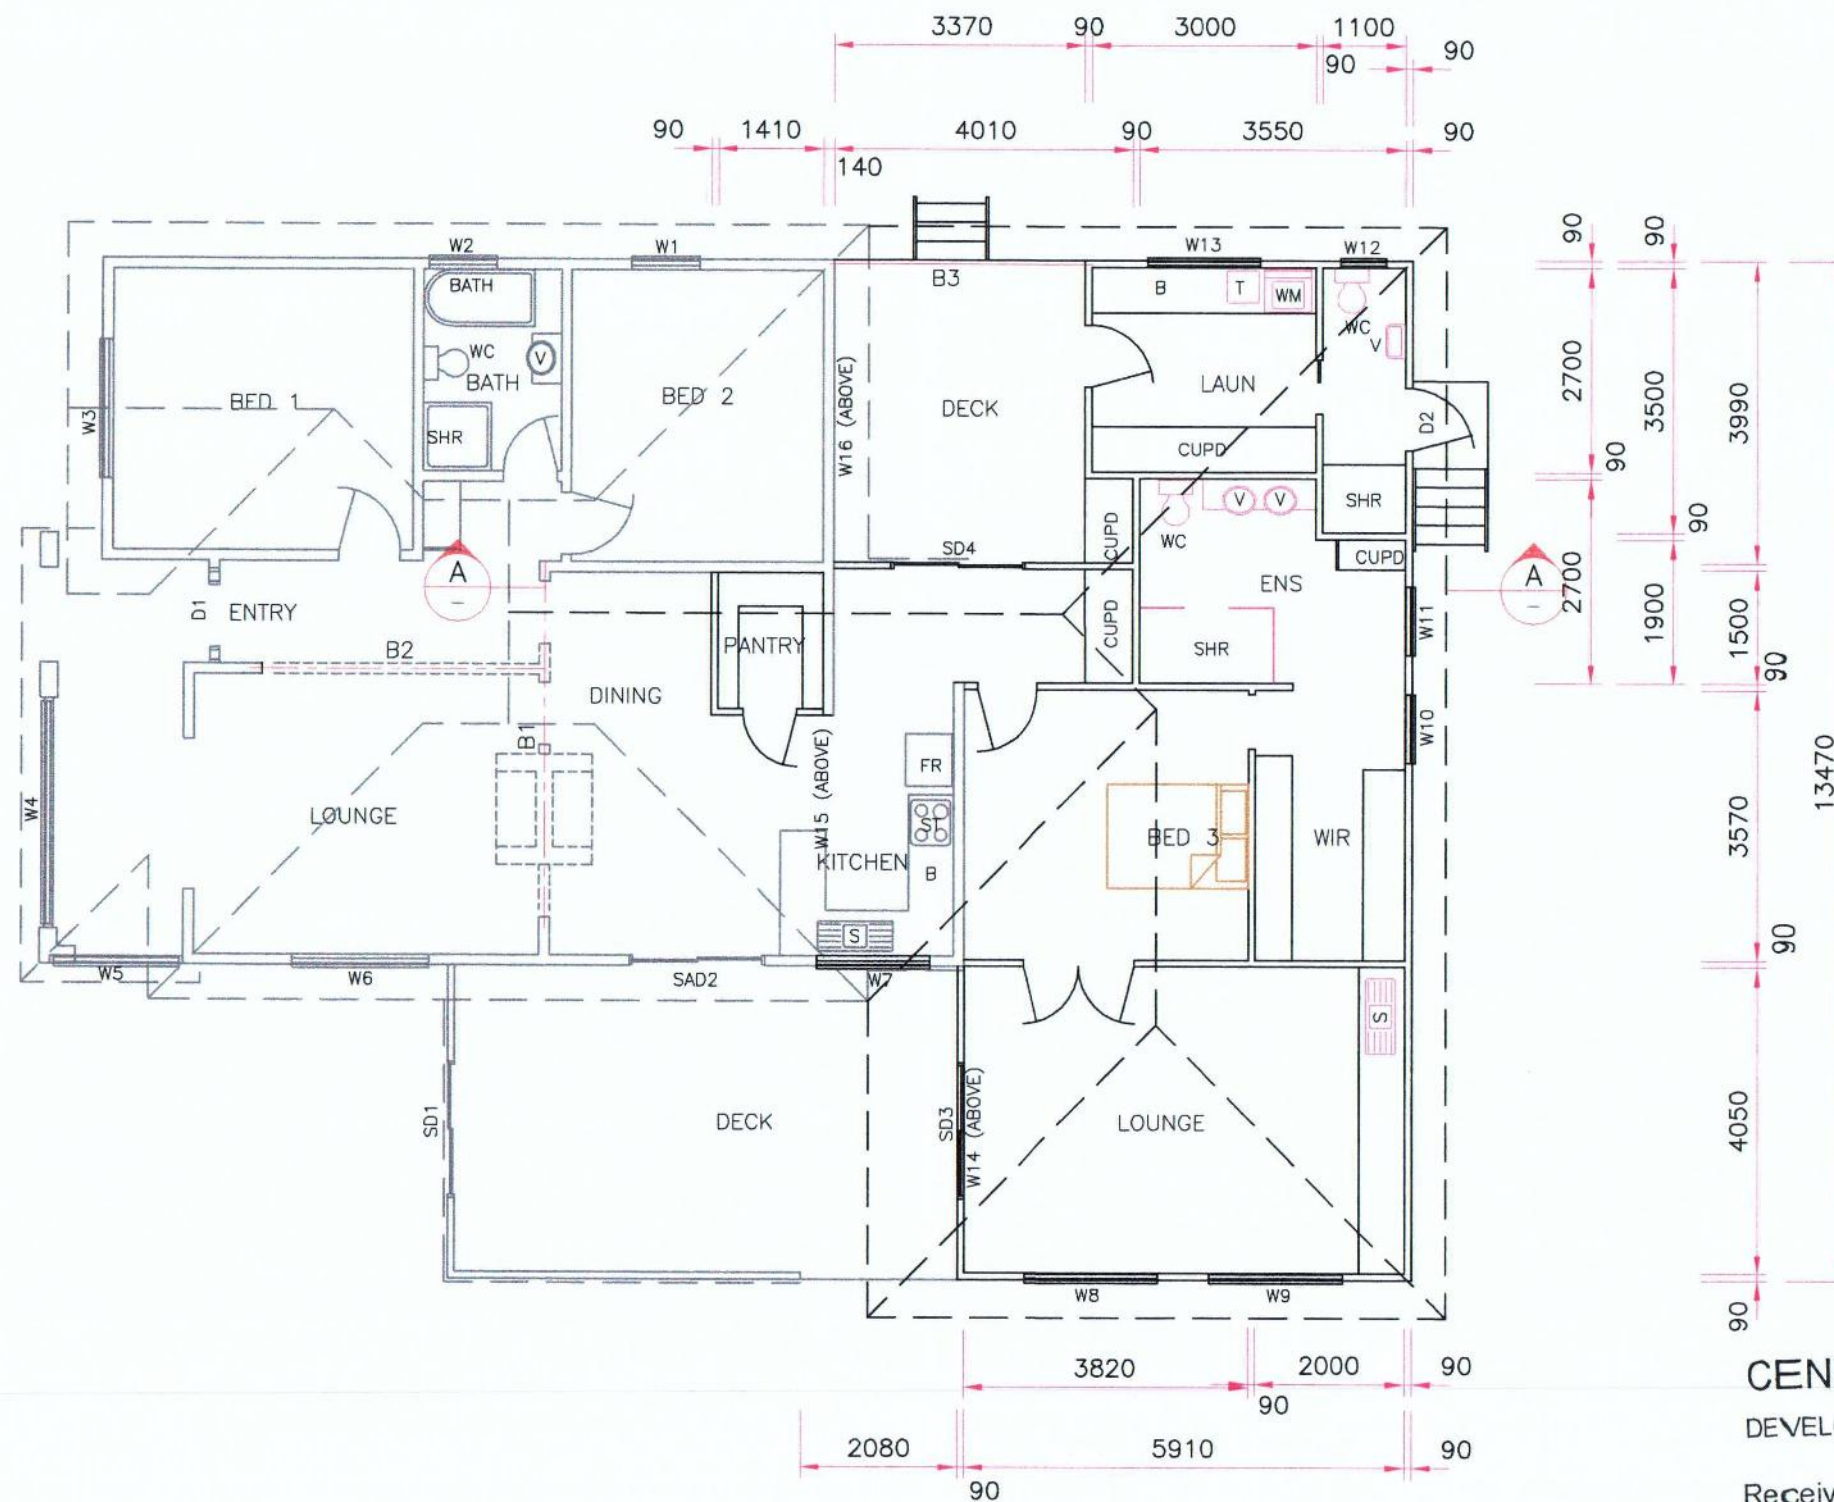 3370 90 3000 1100 90
90
90 1410 4010 90 3550 90
140
W2 W1 B3 W13 W12
BATH B T WM
WC V
BATH
WC V
BED 1 BED 2 DECK LAUN
W3 W16 (ABOVE) D2
SHR CUPD
V V SHR
WC
CUPD SD4 CUPD
A ENS A
– –
D1 ENTRY
B2 PANTRY CUPD SHR W11
DINING
B1 W15 (ABOVE) W10
FR
LOUNGE ST BED 3 WIR
W4 KITCHEN B
S
W5 W6 SAD2 W7
S
SD1 DECK SD3 W14 (ABOVE) LOUNGE
W8 W9
90 90
2700 3500 3990
90
90
2700 1900 1500
90
13470
3570
90
4050
90
3820 2000 90
90
2080 5910 90
90
CEN
DEVEL
Receiv